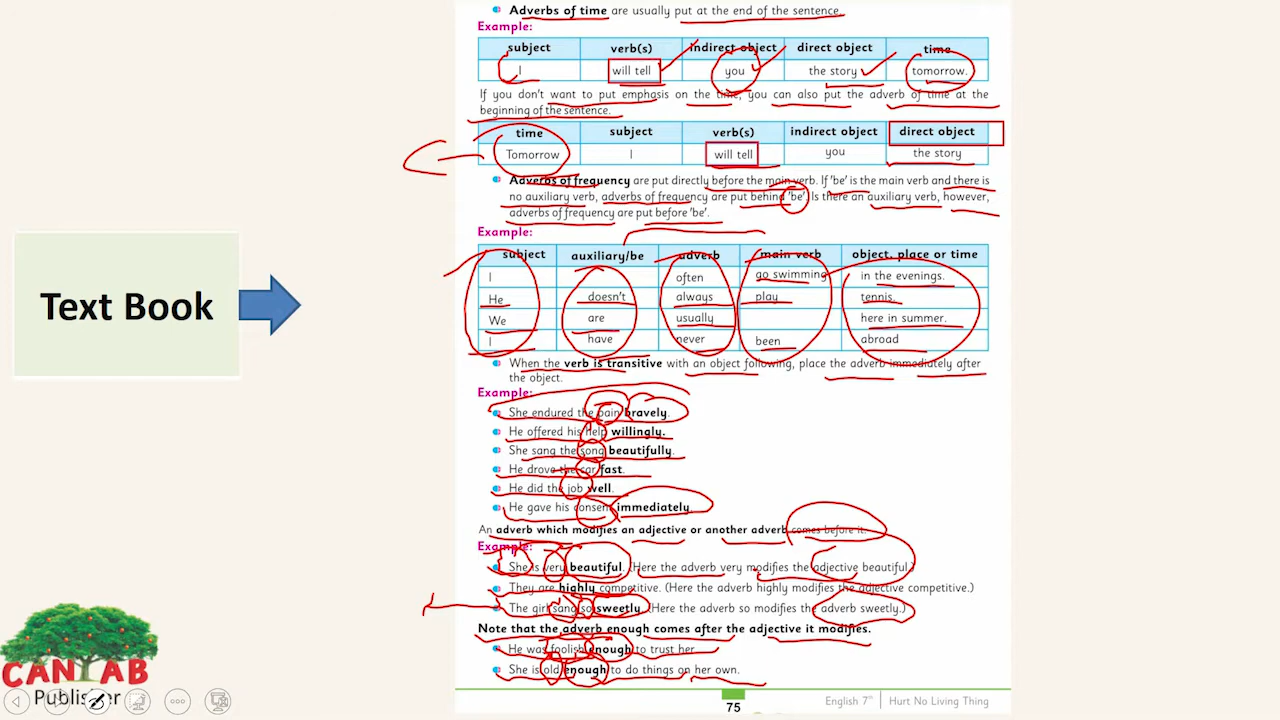 Adverbs of time are usually put at the end of the sentence.
Example:
subject verb(s) indirect object direct object time
I will tell you the story tomorrow.
If you don't want to put emphasis on the time, you can also put the adverb of time at the
beginning of the sentence.
time subject verb(s) indirect object direct object
Tomorrow I will tell you the story
Adverbs of frequency are put directly before the main verb. If 'be' is the main verb and there is
no auxiliary verb, adverbs of frequency are put behind 'be'. Is there an auxiliary verb, however,
adverbs of frequency are put before 'be'.
Example:
subject auxiliary/be adverb main verb object, place or time
I often go swimming in the evenings.
He doesn't always play tennis.
We are usually here in summer.
I have never been abroad
When the verb is transitive with an object following, place the adverb immediately after
the object.
Example:
She endured the pain bravely.
He offered his help willingly.
She sang the song beautifully.
He drove the car fast.
He did the job well.
He gave his consent immediately.
An adverb which modifies an adjective or another adverb comes before it.
Example:
She is very beautiful. (Here the adverb very modifies the adjective beautiful.)
They are highly competitive. (Here the adverb highly modifies the adjective competitive.)
The girl sang so sweetly. (Here the adverb so modifies the adverb sweetly.)
Note that the adverb enough comes after the adjective it modifies.
He was foolish enough to trust her.
She is old enough to do things on her own.
75
English 7th Hurt No Living Thing
Text Book
CANTAB
Publisher